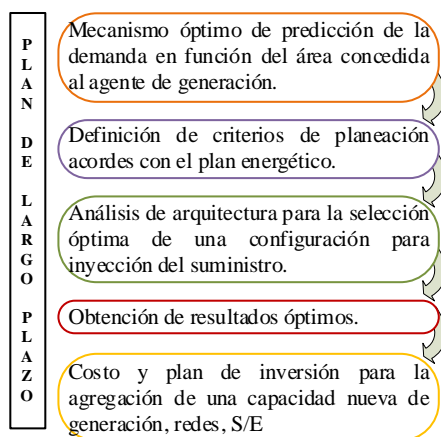 PLAN DE LARGO PLAZO
Mecanismo óptimo de predicción de la
demanda en función del área concedida
al agente de generación.
Definición de criterios de planeación
acordes con el plan energético.
Análisis de arquitectura para la selección
óptima de una configuración para
inyección del suministro.
Obtención de resultados óptimos.
Costo y plan de inversión para la
agregación de una capacidad nueva de
generación, redes, S/E